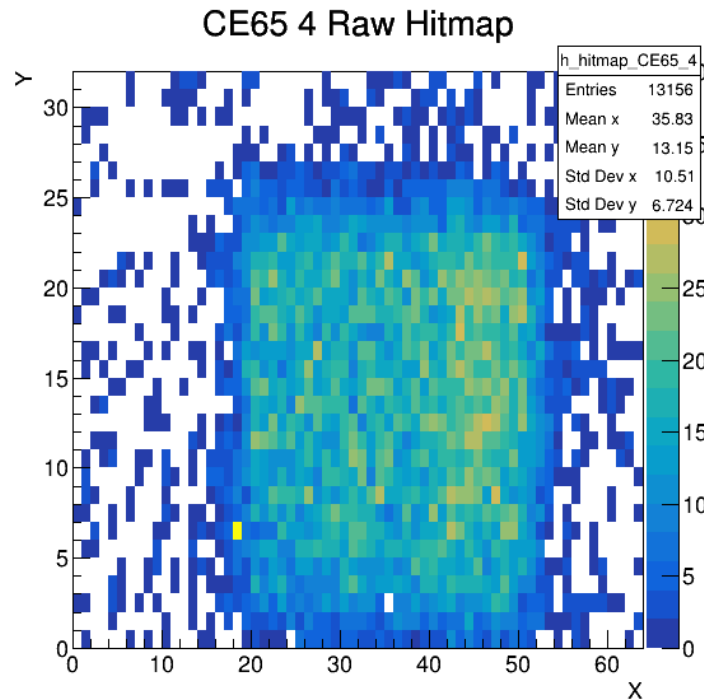 CE65 4 Raw Hitmap
h_hitmap_CE65_4
Entries 13156
Mean x 35.83
Mean y 13.15
Std Dev x 10.51
Std Dev y 6.724
Y
30
25
20
15
10
5
0
25
20
15
10
5
0
0 10 20 30 40 50 60
X